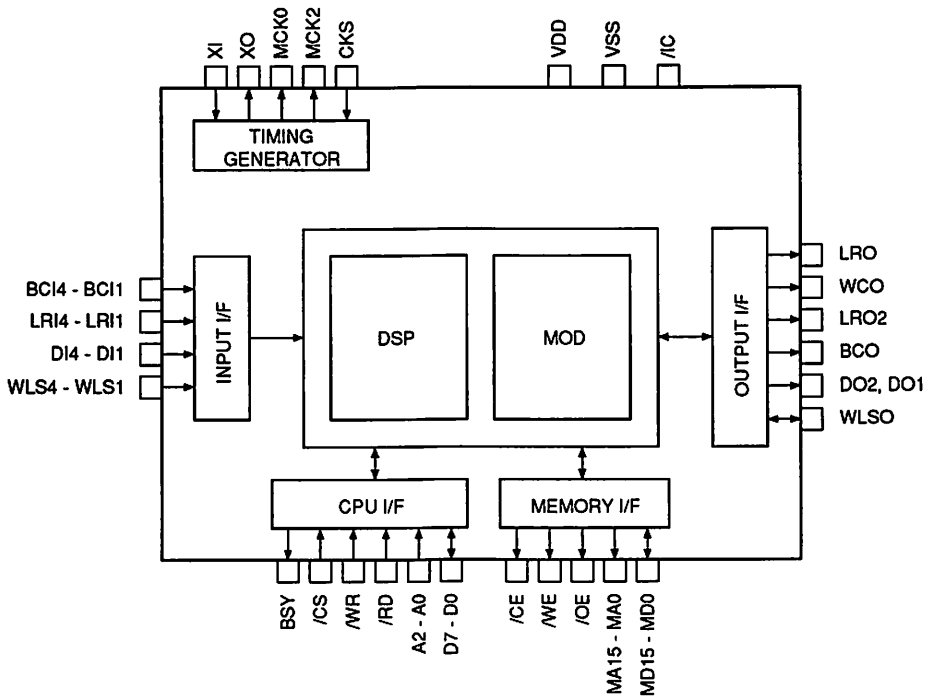 XI
XO
MCK0
MCK2
CKS
VDD
VSS
/IC
TIMING
GENERATOR
BCI4 - BCI1
LRI4 - LRI1
DI4 - DI1
WLS4 - WLS1
INPUT I/F
DSP
MOD
OUTPUT I/F
LRO
WCO
LRO2
BCO
DO2, DO1
WLSO
CPU I/F
MEMORY I/F
BSY
/CS
/WR
/RD
A2 - A0
D7 - D0
/CE
/WE
/OE
MA15 - MA0
MD15 - MD0